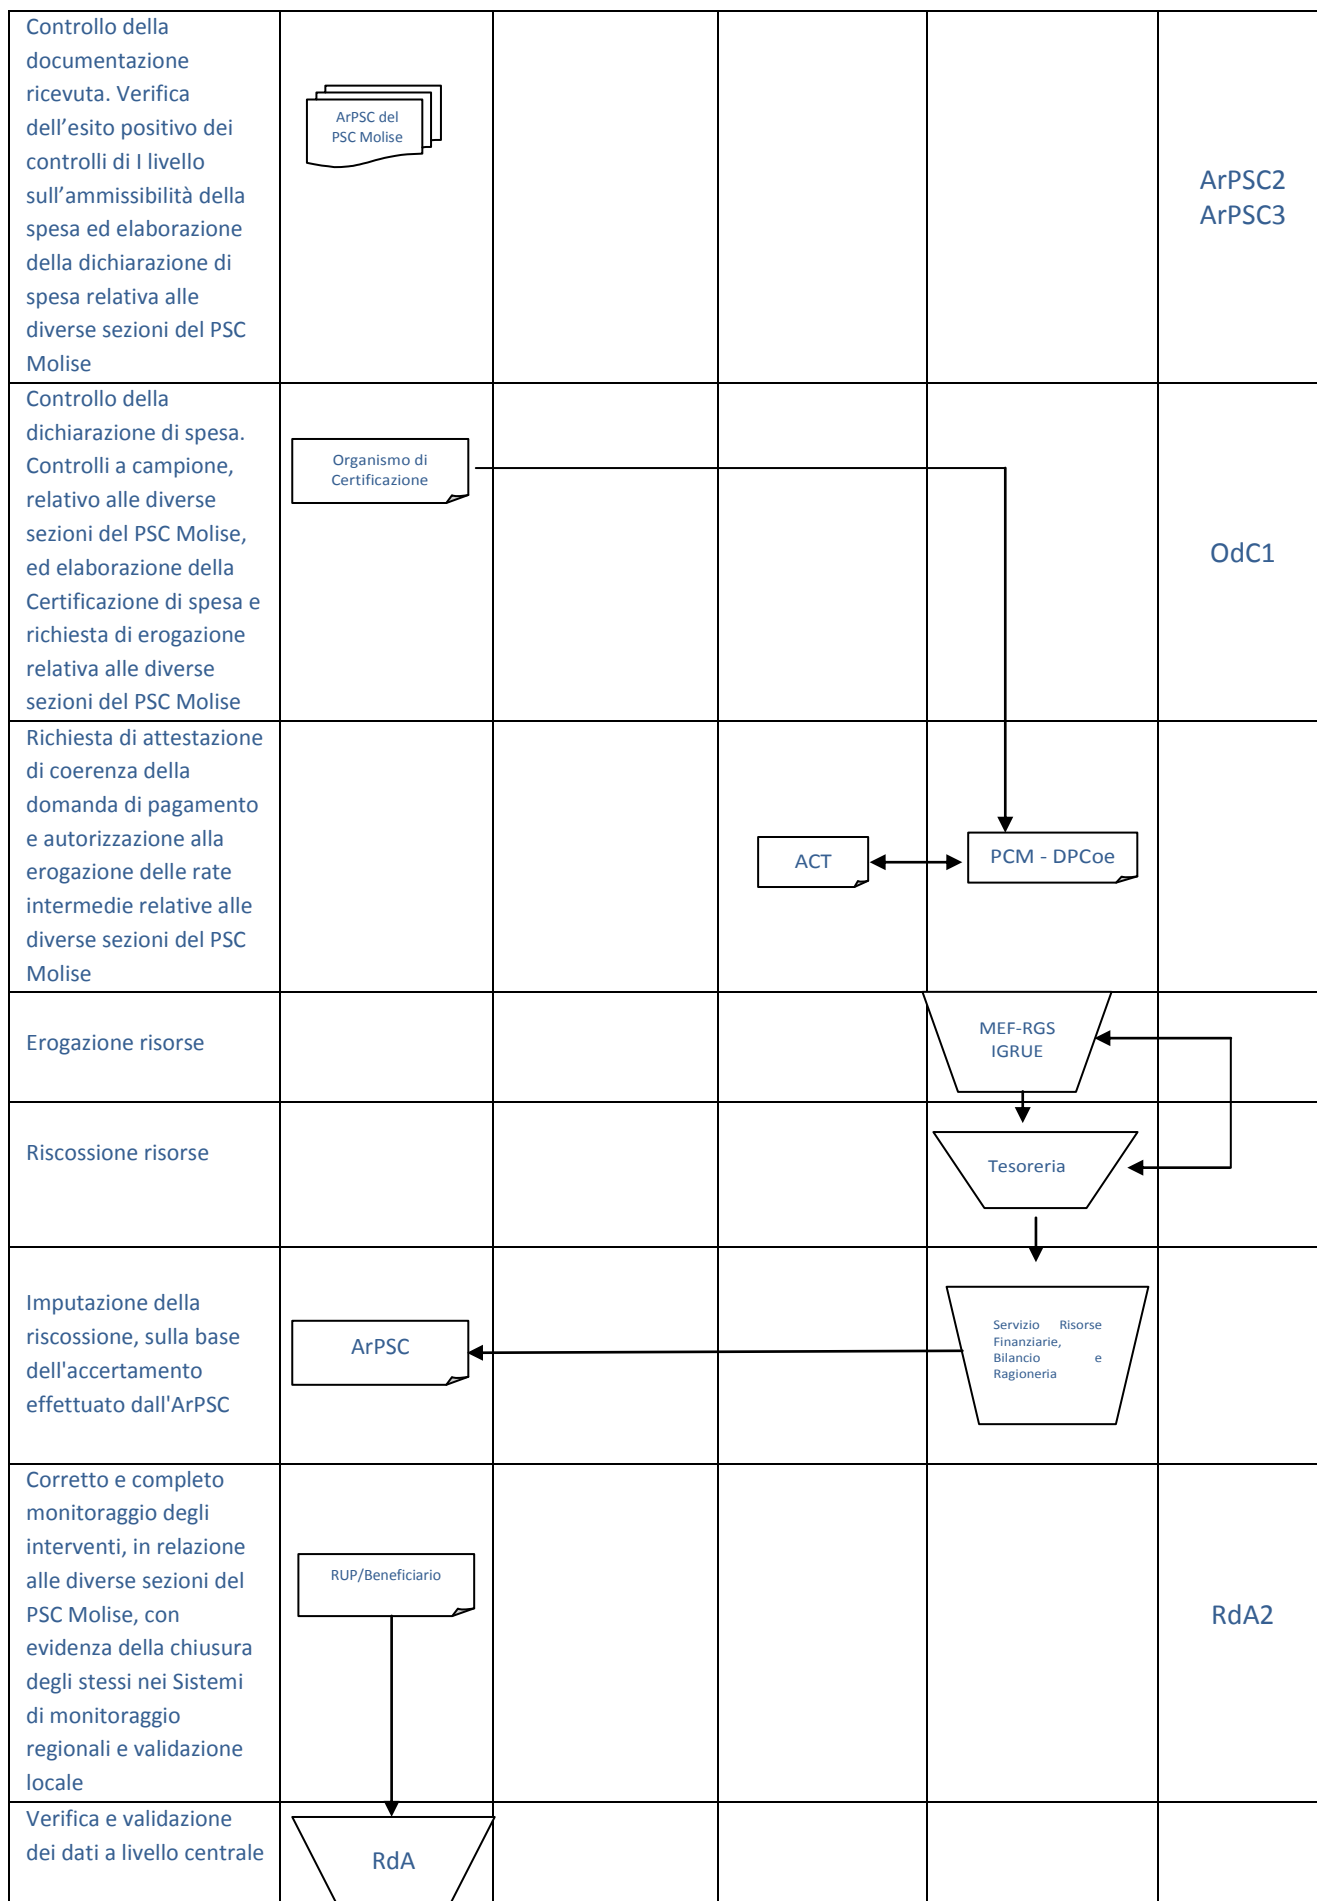 Controllo della
documentazione
ricevuta. Verifica
dell’esito positivo dei
controlli di I livello
sull’ammissibilità della
spesa ed elaborazione
della dichiarazione di
spesa relativa alle
diverse sezioni del PSC
Molise
ArPSC del
PSC Molise
ArPSC2
ArPSC3
Controllo della
dichiarazione di spesa.
Controlli a campione,
relativo alle diverse
sezioni del PSC Molise,
ed elaborazione della
Certificazione di spesa e
richiesta di erogazione
relativa alle diverse
sezioni del PSC Molise
Organismo di
Certificazione
OdC1
Richiesta di attestazione
di coerenza della
domanda di pagamento
e autorizzazione alla
erogazione delle rate
intermedie relative alle
diverse sezioni del PSC
Molise
ACT
PCM - DPCoe
Erogazione risorse
MEF-RGS
IGRUE
Riscossione risorse
Tesoreria
Imputazione della
riscossione, sulla base
dell'accertamento
effettuato dall'ArPSC
ArPSC
Servizio Risorse
Finanziarie,
Bilancio e
Ragioneria
Corretto e completo
monitoraggio degli
interventi, in relazione
alle diverse sezioni del
PSC Molise, con
evidenza della chiusura
degli stessi nei Sistemi
di monitoraggio
regionali e validazione
locale
RUP/Beneficiario
RdA2
Verifica e validazione
dei dati a livello centrale
RdA